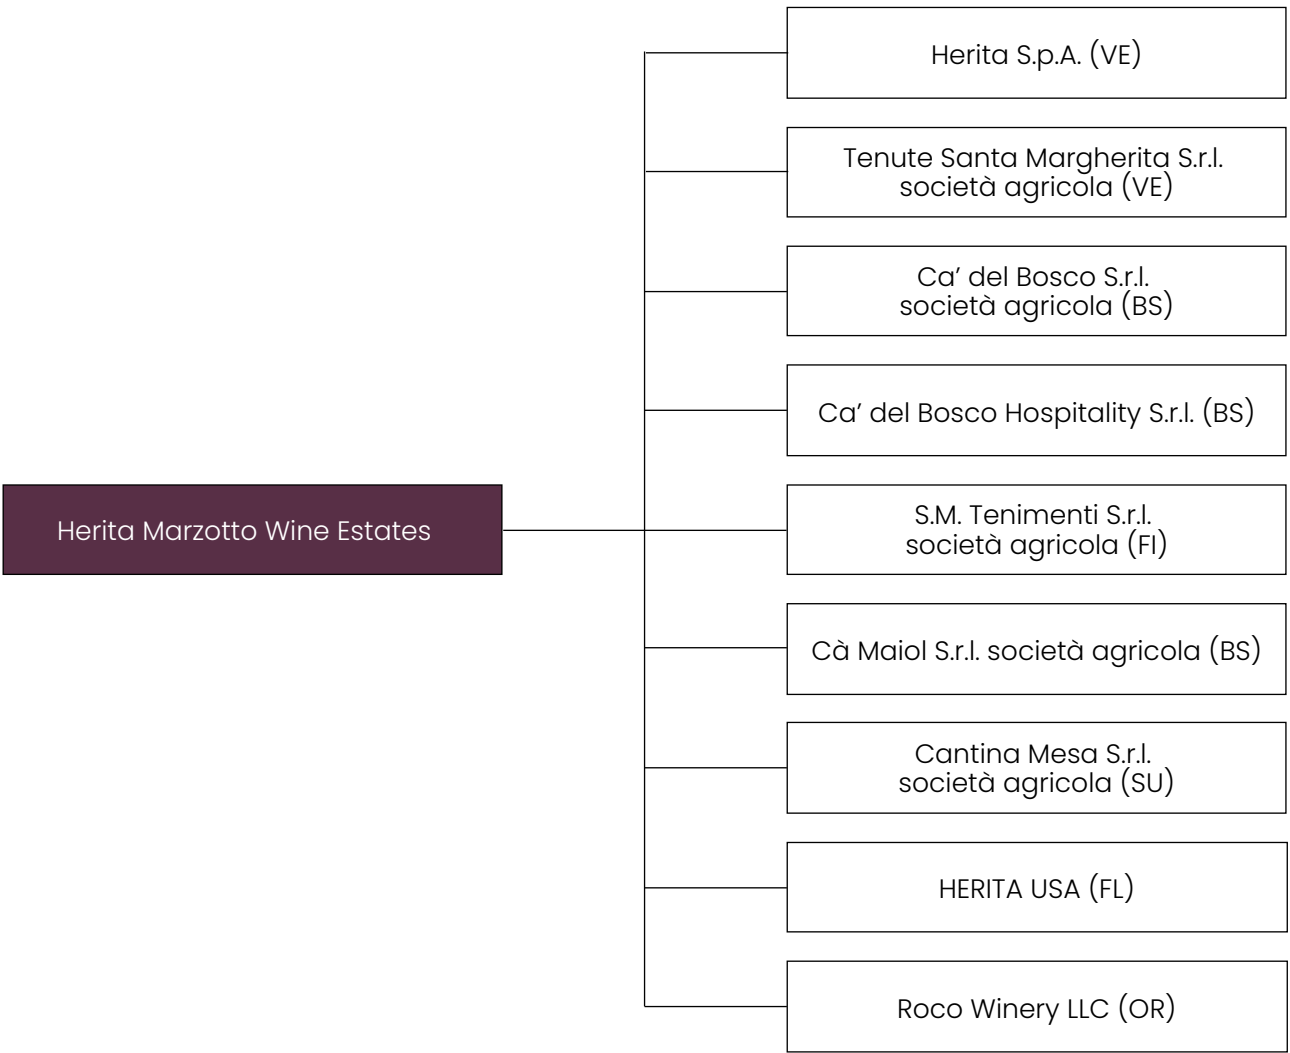 Herita S.p.A. (VE)
Tenute Santa Margherita S.r.l.
società agricola (VE)
Ca’ del Bosco S.r.l.
società agricola (BS)
Ca’ del Bosco Hospitality S.r.l. (BS)
Herita Marzotto Wine Estates
S.M. Tenimenti S.r.l.
società agricola (FI)
Cà Maiol S.r.l. società agricola (BS)
Cantina Mesa S.r.l.
società agricola (SU)
HERITA USA (FL)
Roco Winery LLC (OR)